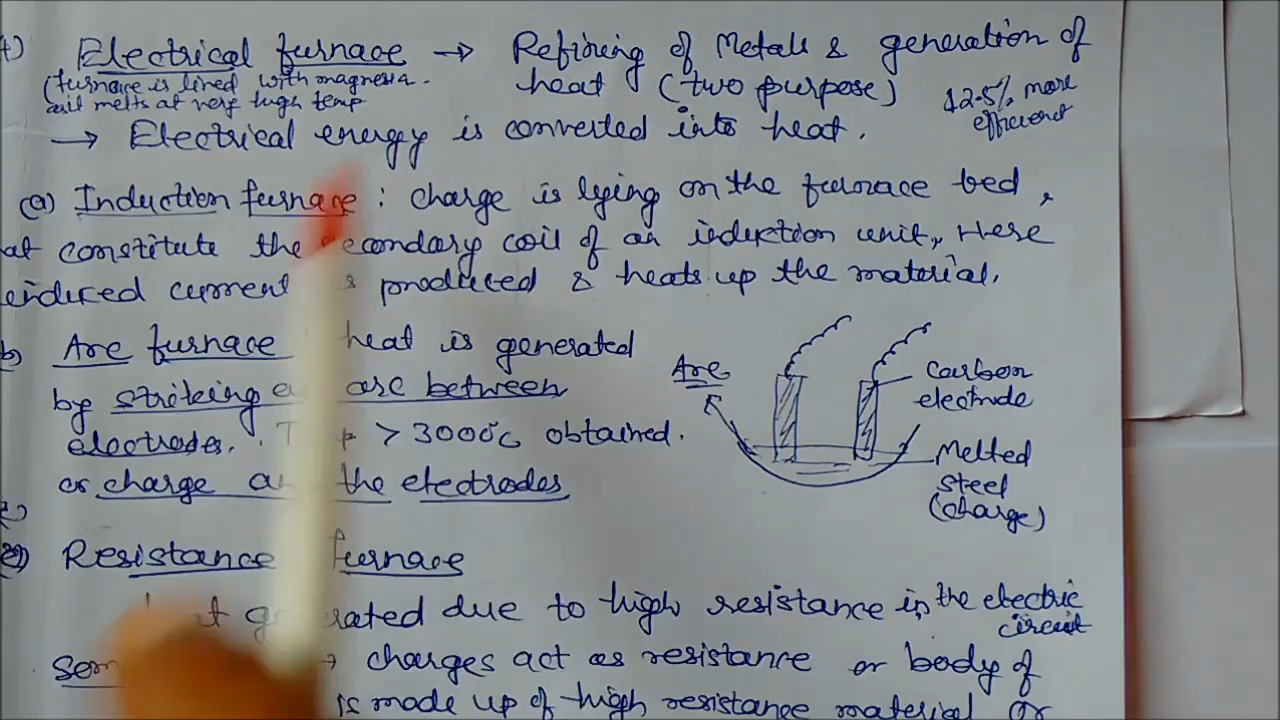 Electrical furnace → Refining of Metals & generation of
(furnace is lined with magnesia. heat (two purpose)
melts at very high temp
12.5% more
efficient
→ Electrical energy is converted into heat.
(a) Induction furnace : charge is lying on the furnace bed,
at constitute the secondary coil of an induction unit, Here
current is produced & heats up the material.
b) Arc furnace heat is generated
by striking arc between
electrodes. > 3000°C obtained.
or charge the electrodes
Arc
Carbon
electrode
Melted
Steel
(charge)
Resistance furnace
generated due to high resistance in the electric
circuit
→ charges act as resistance or body of
is made up of high resistance material or